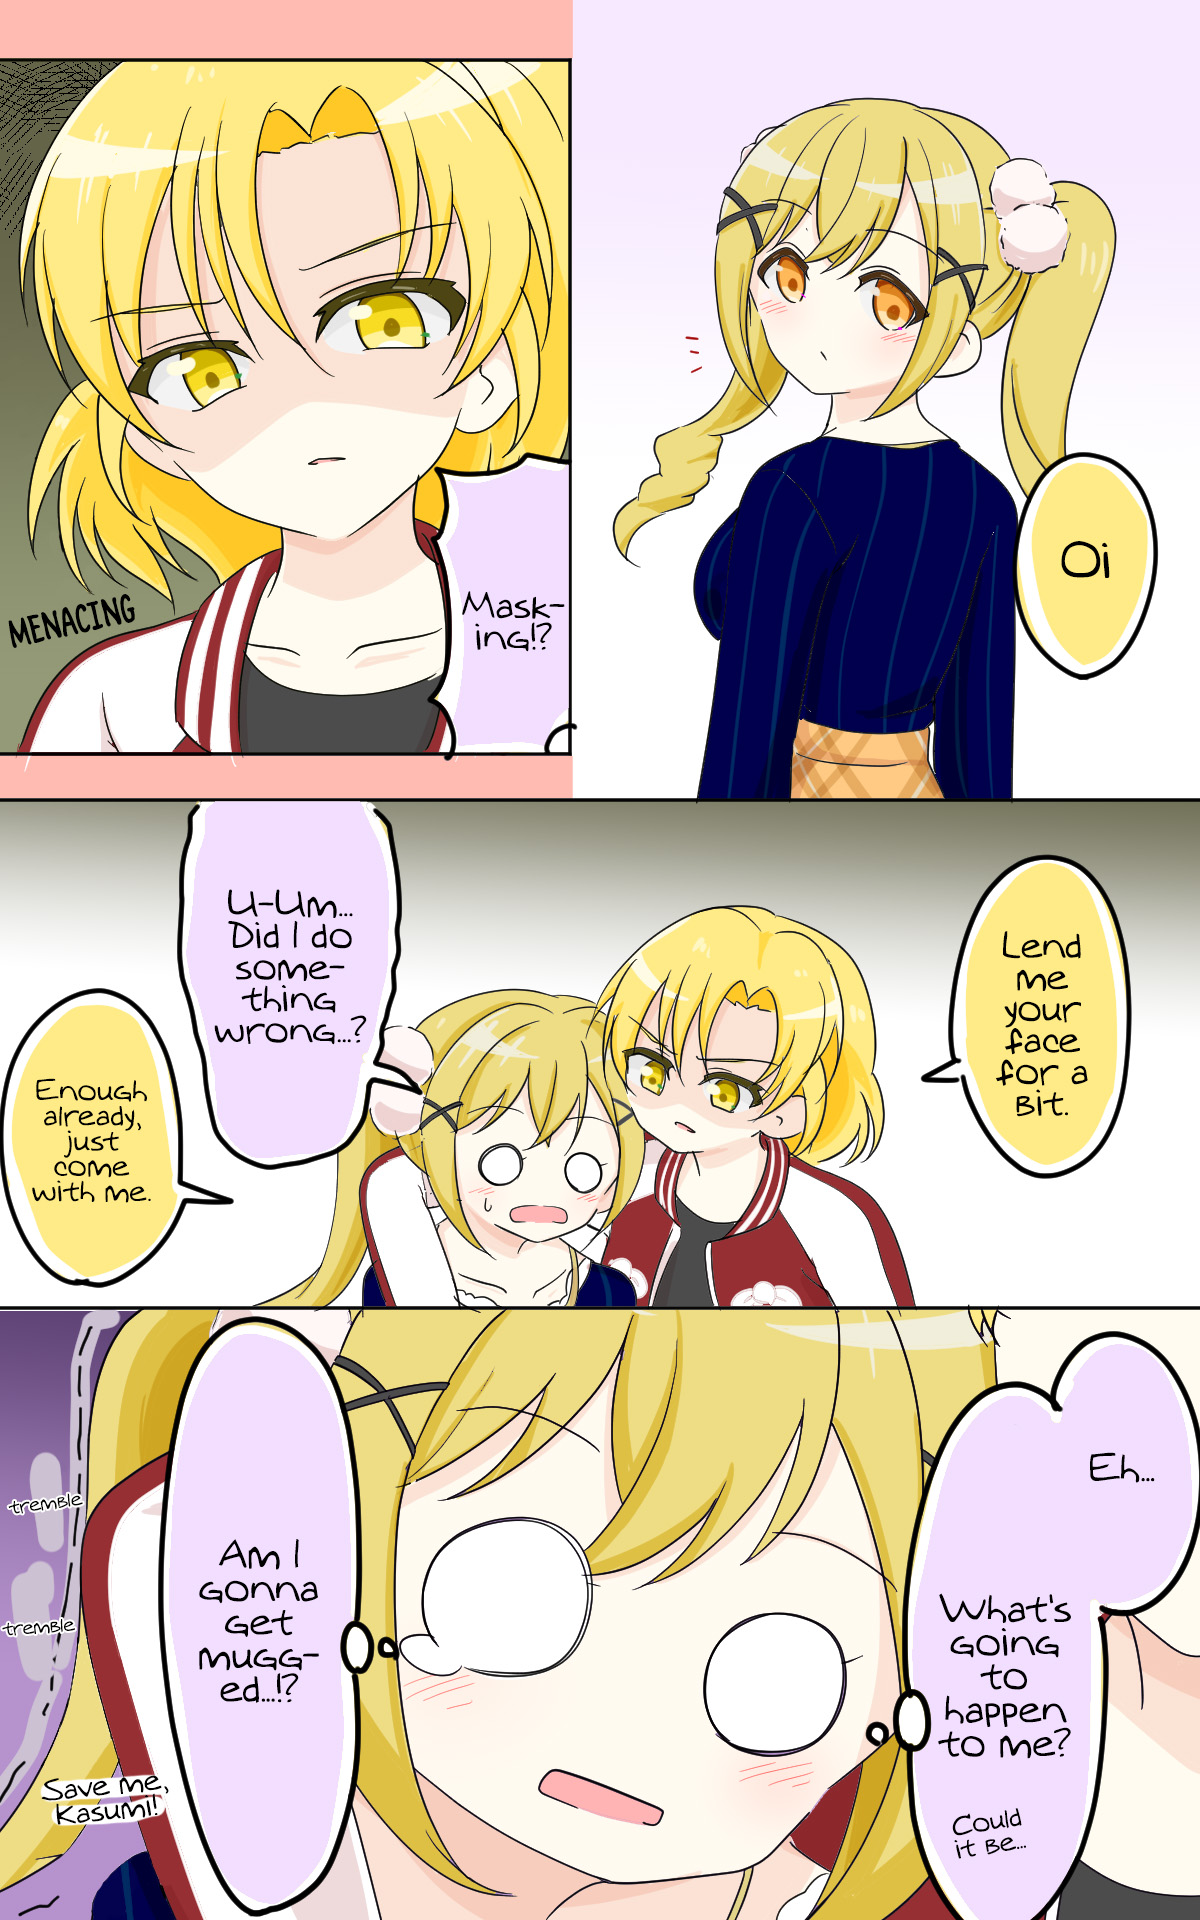 Oi
Mask-
ing!?
MENACING
Lend
me
your
face
for a
Bit.
U-Um...
Did I do
some-
thing
wrong...?
Enough
already,
just
come
with me.
Eh...
What's
going
to
happen
to me?
Could
it Be...
Am I
gonna
get
mugg-
ed...!?
tremble
tremble
Save me,
Kasumi!